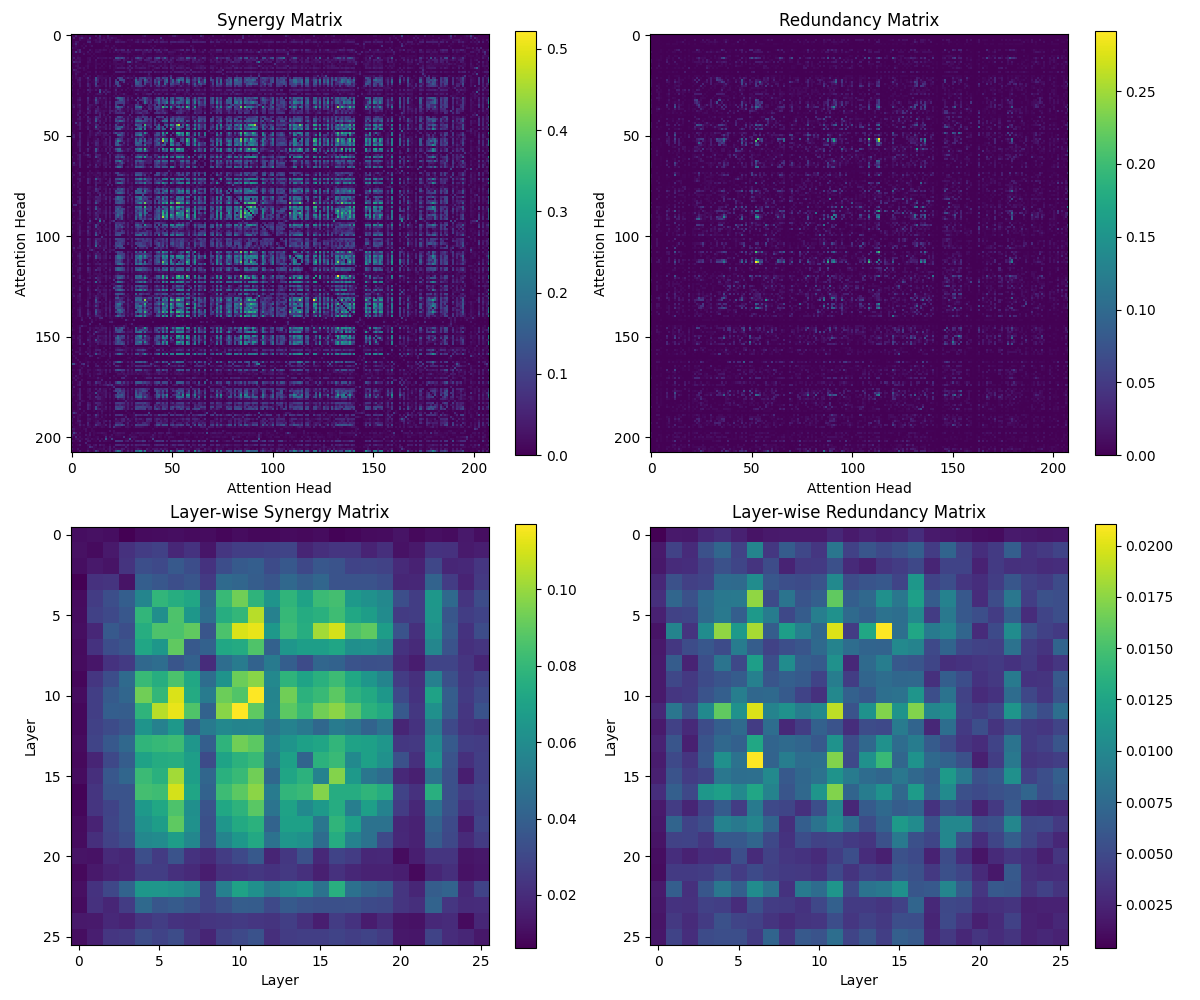 Synergy Matrix
0
50
100
150
200
0 50 100 150 200
Attention Head
Attention Head
0.5
0.4
0.3
0.2
0.1
0.0
Redundancy Matrix
0
50
100
150
200
0 50 100 150 200
Attention Head
Attention Head
0.25
0.20
0.15
0.10
0.05
0.00
Layer-wise Synergy Matrix
0
5
10
15
20
25
0 5 10 15 20 25
Layer
Layer
0.10
0.08
0.06
0.04
0.02
Layer-wise Redundancy Matrix
0
5
10
15
20
25
0 5 10 15 20 25
Layer
Layer
0.0200
0.0175
0.0150
0.0125
0.0100
0.0075
0.0050
0.0025